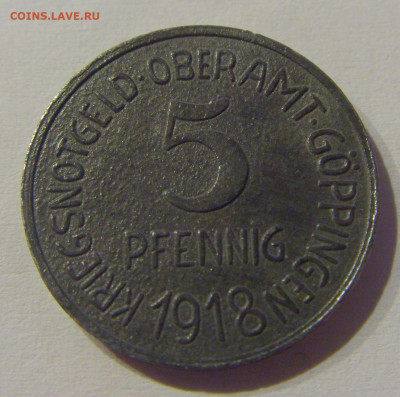 COINS.LAVE.RU
KRIEGSNOTGELD·OBERAMT·GÖPPINGEN
5
PFENNIG
1918